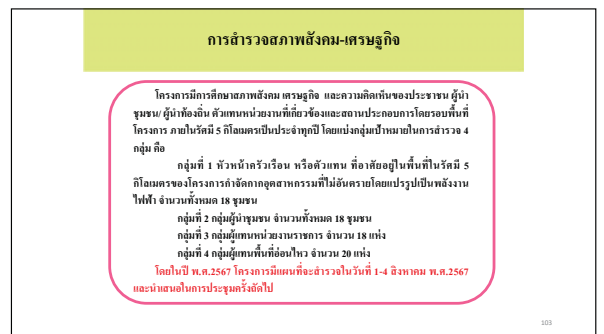 การสำรวจสภาพสังคม-เศรษฐกิจ
โครงการมีการศึกษาสภาพสังคม เศรษฐกิจ และความคิดเห็นของประชาชน ผู้นำ
ชุมชน/ ผู้นำท้องถิ่น ตัวแทนหน่วยงานที่เกี่ยวข้องและสถานประกอบการโดยรอบพื้นที่
โครงการ ภายในรัศมี 5 กิโลเมตรเป็นประจำทุกปี โดยแบ่งกลุ่มเป้าหมายในการสำรวจ 4
กลุ่ม คือ
กลุ่มที่ 1 หัวหน้าครัวเรือน หรือตัวแทน ที่อาศัยอยู่ในพื้นที่ในรัศมี 5
กิโลเมตรของโครงการกำจัดกากอุตสาหกรรมที่ไม่อันตรายโดยแปรรูปเป็นพลังงาน
ไฟฟ้า จำนวนทั้งหมด 18 ชุมชน
กลุ่มที่ 2 กลุ่มผู้นำชุมชน จำนวนทั้งหมด 18 ชุมชน
กลุ่มที่ 3 กลุ่มผู้แทนหน่วยงานราชการ จำนวน 18 แห่ง
กลุ่มที่ 4 กลุ่มผู้แทนพื้นที่อ่อนไหว จำนวน 20 แห่ง
โดยในปี พ.ศ.2567 โครงการมีแผนที่จะสำรวจในวันที่ 1-4 สิงหาคม พ.ศ.2567
และนำเสนอในการประชุมครั้งถัดไป
103